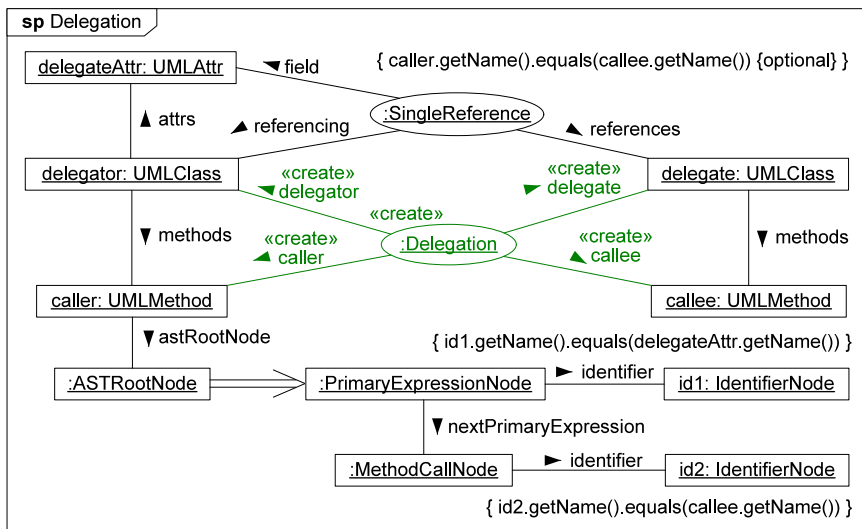 sp Delegation
delegateAttr: UMLAttr
field
{ caller.getName().equals(callee.getName()) {optional} }
:SingleReference
attrs
referencing
references
delegator: UMLClass
delegate: UMLClass
«create»
delegator
«create»
delegate
«create»
methods
:Delegation
methods
«create»
caller
«create»
callee
caller: UMLMethod
callee: UMLMethod
astRootNode
{ id1.getName().equals(delegateAttr.getName()) }
:ASTRootNode
:PrimaryExpressionNode
identifier
id1: IdentifierNode
nextPrimaryExpression
:MethodCallNode
identifier
id2: IdentifierNode
{ id2.getName().equals(callee.getName()) }